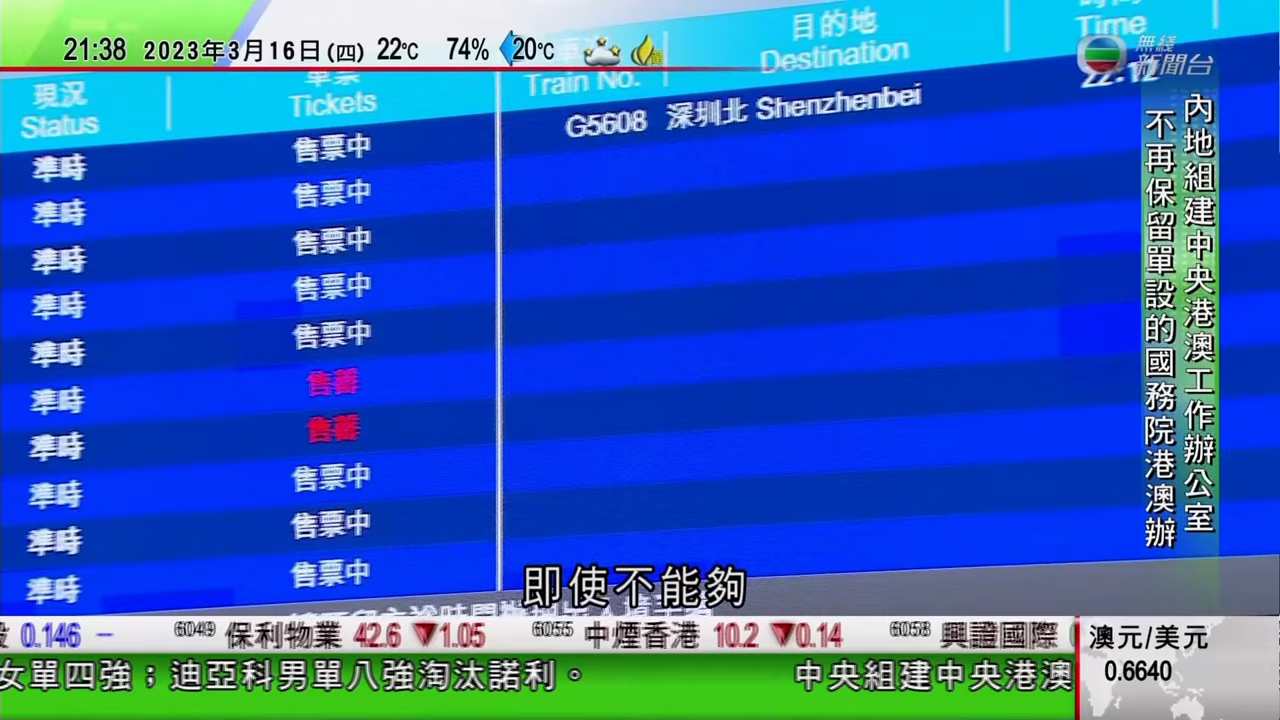 21:38 2023年3月16日(四) 22℃ 74% 20℃
無綫
新聞台
現況
Status
Tickets
Train No.
目的地
Destination
Time
準時 售票中
準時 售票中
準時 售票中
準時 售票中
準時 售票中
準時 售罄
準時 售罄
準時 售票中
準時 售票中
準時 售票中
G5608 深圳北 Shenzhenbei
內地組建中央港澳工作辦公室
不再保留單設的國務院港澳辦
即使不能夠
0.146 – 6049 保利物業 42.6 ▼1.05 6055 中煙香港 10.2 ▼0.14 6058 興證國際
澳元/美元
0.6640
女單四強；迪亞科男單八強淘汰諾利。 中央組建中央港澳